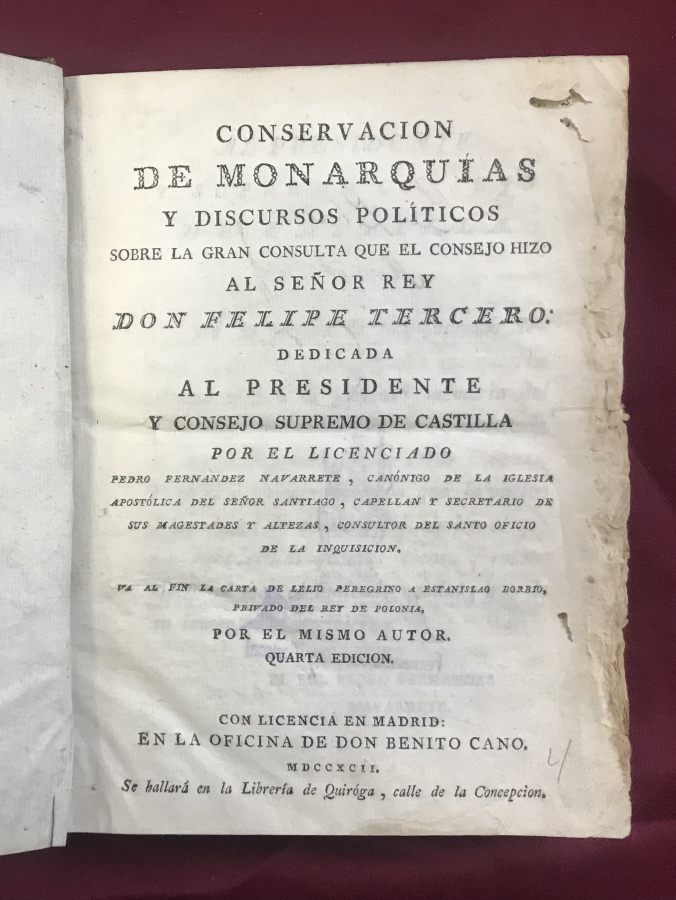 CONSERVACION
DE MONARQUÍAS
Y DISCURSOS POLÍTICOS
SOBRE LA GRAN CONSULTA QUE EL CONSEJO HIZO
AL SEÑOR REY
DON FELIPE TERCERO:
DEDICADA
AL PRESIDENTE
Y CONSEJO SUPREMO DE CASTILLA
POR EL LICENCIADO
PEDRO FERNANDEZ NAVARRETE, CANÓNIGO DE LA IGLESIA
APOSTÓLICA DEL SEÑOR SANTIAGO, CAPELLAN Y SECRETARIO DE
SUS MAGESTADES Y ALTEZAS, CONSULTOR DEL SANTO OFICIO
DE LA INQUISICION.
VA AL FIN LA CARTA DE LELIO PEREGRINO A ESTANISLAO BORBIO,
PRIVADO DEL REY DE POLONIA,
POR EL MISMO AUTOR.
QUARTA EDICION.
CON LICENCIA EN MADRID:
EN LA OFICINA DE DON BENITO CANO.
MDCCXCII.
Se hallará en la Librería de Quiróga, calle de la Concepcion.